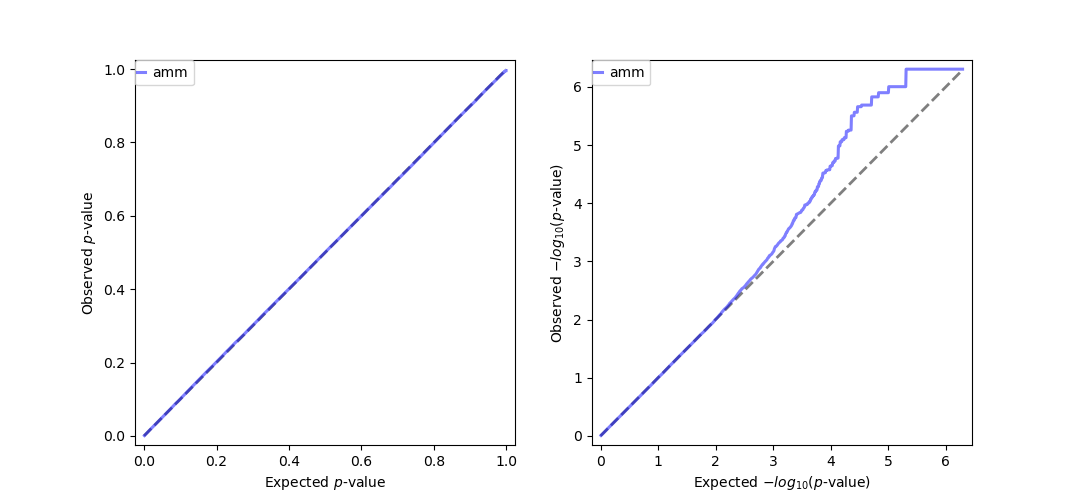 amm
1.0
0.8
0.6
0.4
0.2
0.0
Observed p-value
0.0 0.2 0.4 0.6 0.8 1.0
Expected p-value
amm
6
5
4
3
2
1
0
Observed −log10(p-value)
0 1 2 3 4 5 6
Expected −log10(p-value)